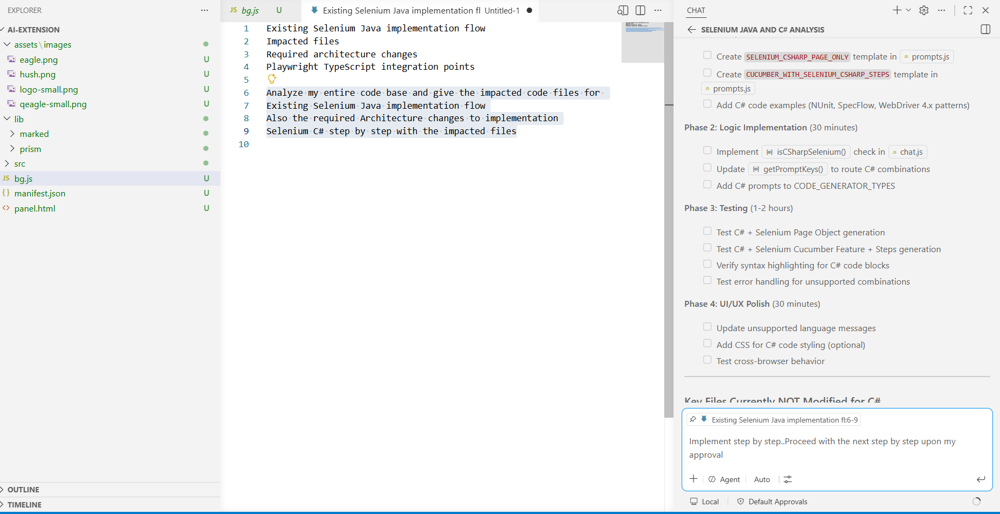 EXPLORER
AI-EXTENSION
assets\images
eagle.png U
hush.png U
logo-small.png U
qeagle-small.png U
lib
marked
prism
src
JS bg.js U
{} manifest.json U
<> panel.html U
OUTLINE
TIMELINE
JS bg.js U
Existing Selenium Java implementation fl Untitled-1
1 Existing Selenium Java implementation flow
2 Impacted files
3 Required architecture changes
4 Playwright TypeScript integration points
5
6 Analyze my entire code base and give the impacted code files for
7 Existing Selenium Java implementation flow
8 Also the required Architecture changes to implementation
9 Selenium C# step by step with the impacted files
10
CHAT
SELENIUM JAVA AND C# ANALYSIS
Create SELENIUM_CSHARP_PAGE_ONLY template in JS prompts.js
Create CUCUMBER_WITH_SELENIUM_CSHARP_STEPS template in
JS prompts.js
Add C# code examples (NUnit, SpecFlow, WebDriver 4.x patterns)
Phase 2: Logic Implementation (30 minutes)
Implement isCSharpSelenium() check in JS chat.js
Update getPromptKeys() to route C# combinations
Add C# prompts to CODE_GENERATOR_TYPES
Phase 3: Testing (1-2 hours)
Test C# + Selenium Page Object generation
Test C# + Selenium Cucumber Feature + Steps generation
Verify syntax highlighting for C# code blocks
Test error handling for unsupported combinations
Phase 4: UI/UX Polish (30 minutes)
Update unsupported language messages
Add CSS for C# code styling (optional)
Test cross-browser behavior
Key Files Currently NOT Modified for C#
Existing Selenium Java implementation fl:6-9
Implement step by step..Proceed with the next step by step upon my
approval
Agent Auto
Local Default Approvals